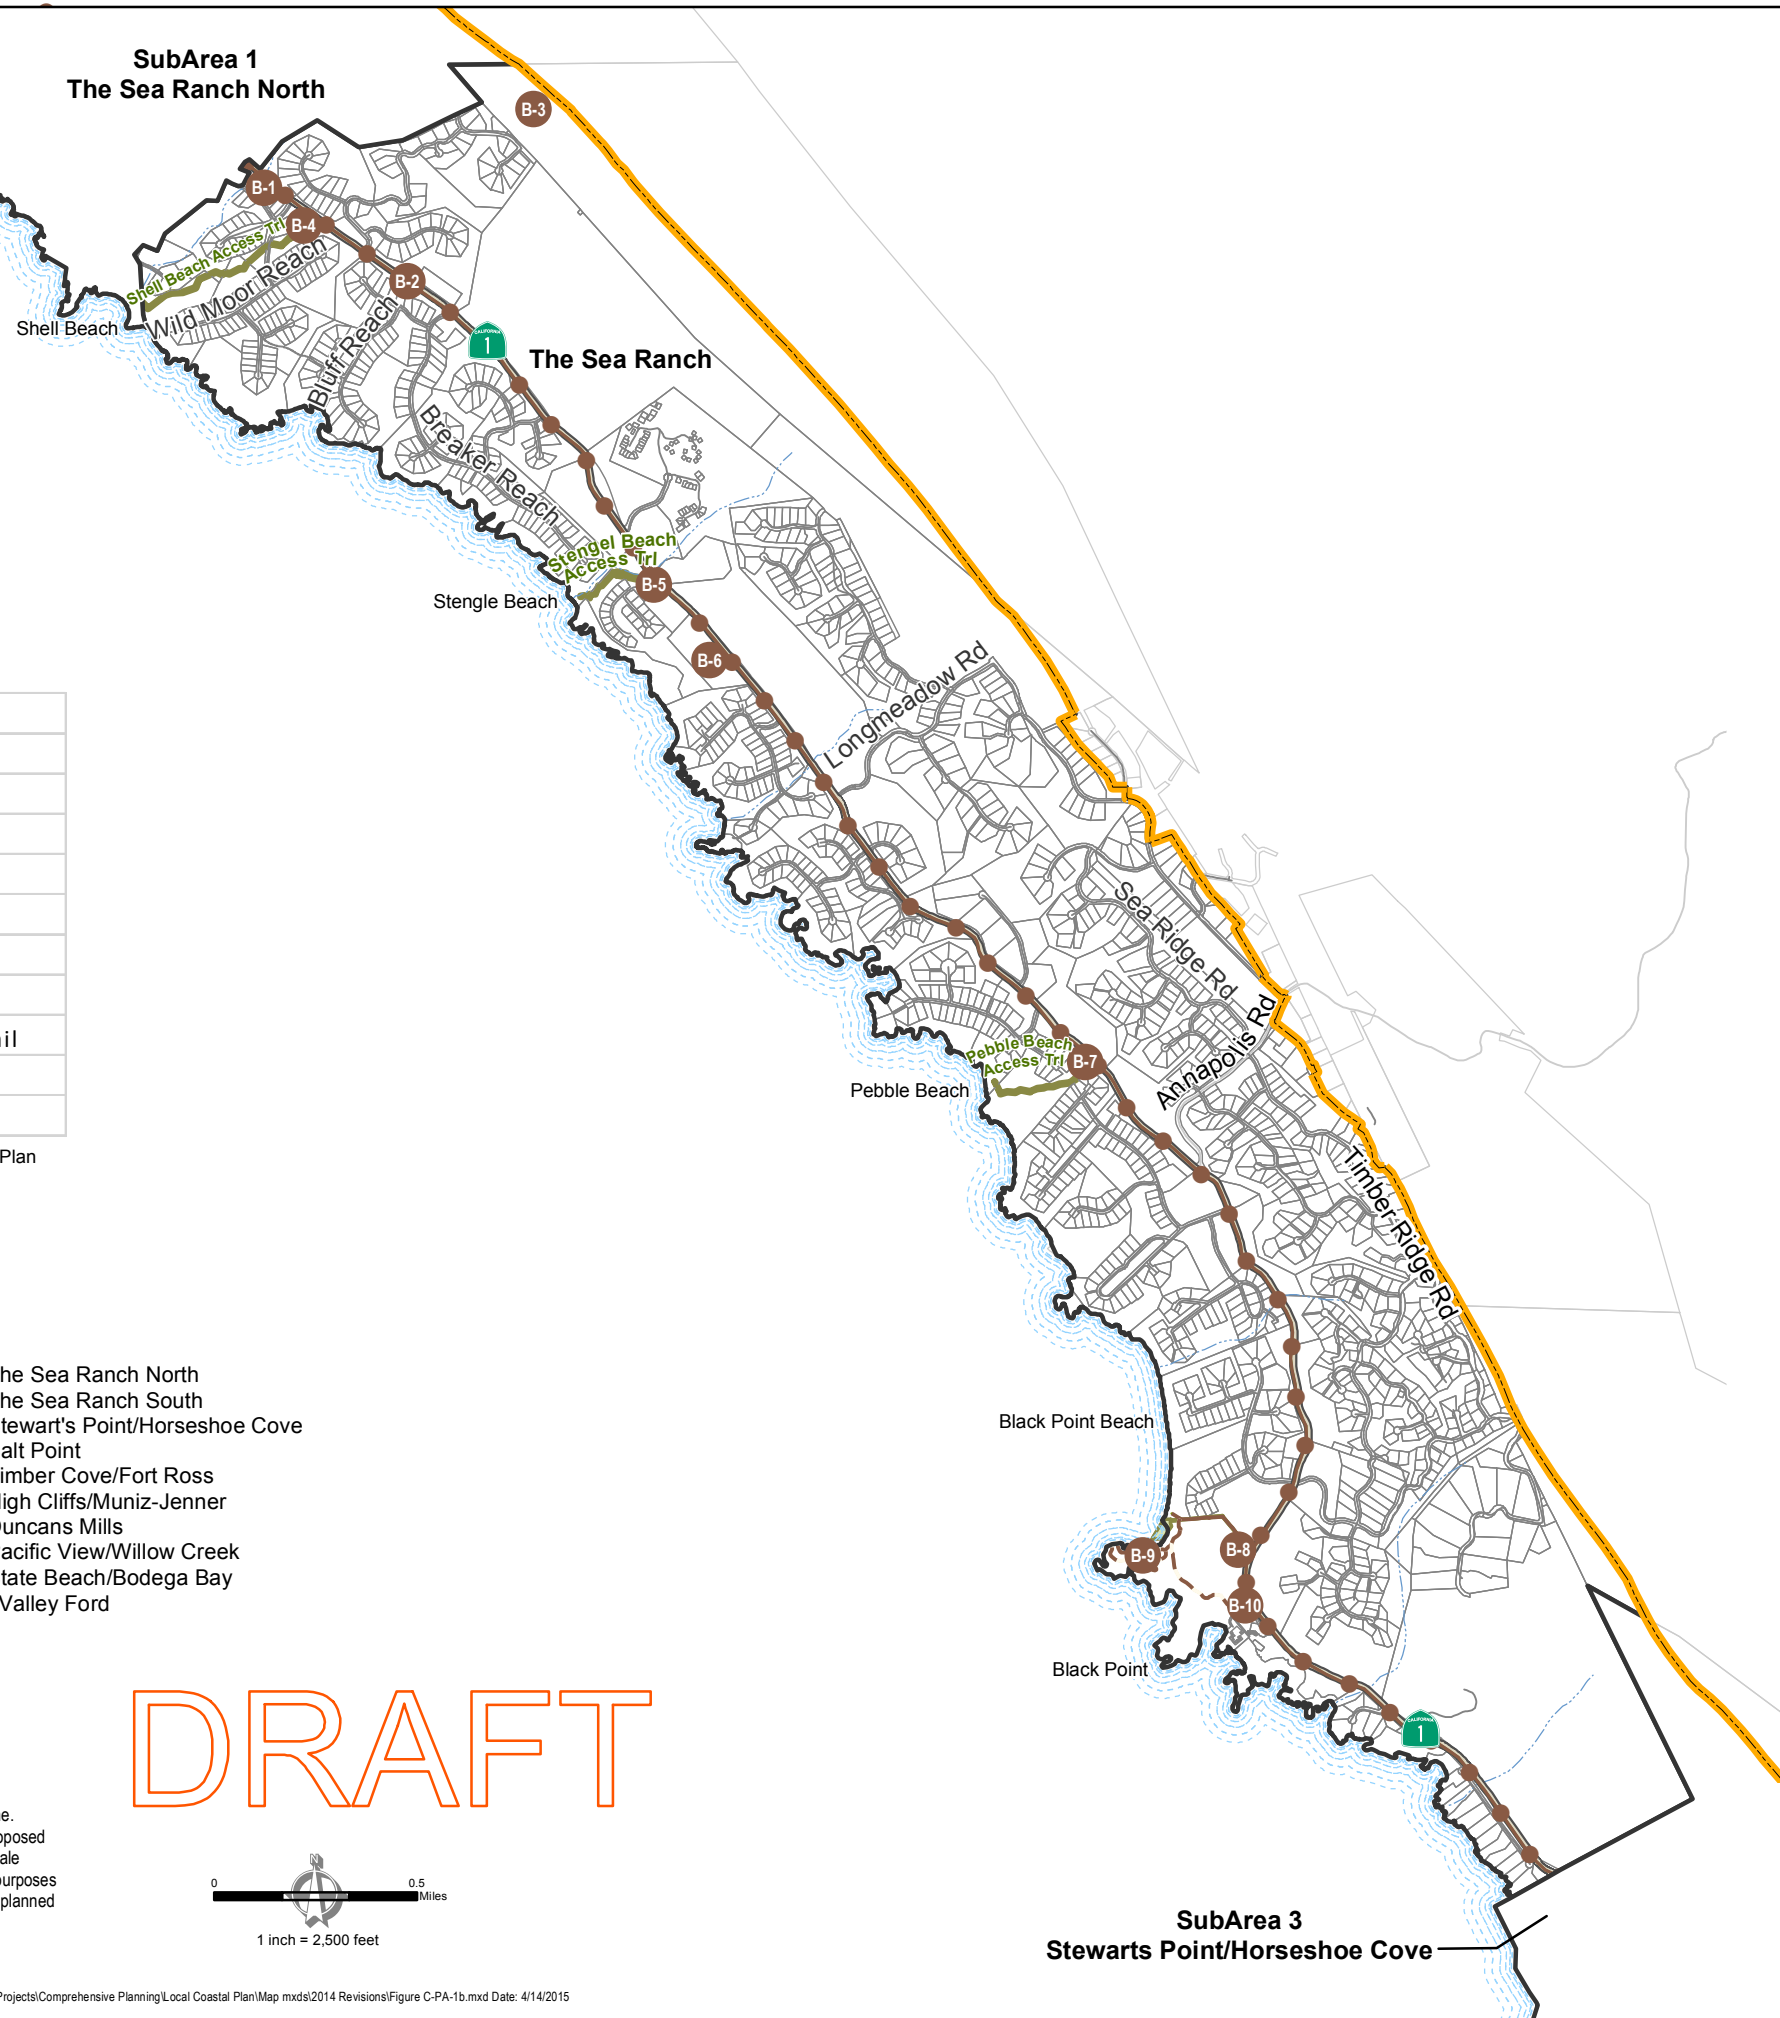 SubArea 1
The Sea Ranch North
B-3
B-1
B-4
Shell Beach Access Trl
Wild Moor Reach
B-2
Shell Beach
Bluff Reach
CALIFORNIA
1
The Sea Ranch
Breaker Reach
Stengel Beach
Access Trl
B-5
Stengle Beach
B-6
Longmeadow Rd
Sea Ridge Rd
Annapolis Rd
Pebble Beach
Access Trl
B-7
Pebble Beach
ail
Plan
Timber Ridge Rd
he Sea Ranch North
he Sea Ranch South
tewart's Point/Horseshoe Cove
alt Point
imber Cove/Fort Ross
igh Cliffs/Muniz-Jenner
uncans Mills
acific View/Willow Creek
tate Beach/Bodega Bay
Valley Ford
Black Point Beach
B-9
B-8
B-10
Black Point
CALIFORNIA
1
DRAFT
e.
posed
ale
urposes
planned
N
0 0.5
Miles
1 inch = 2,500 feet
SubArea 3
Stewarts Point/Horseshoe Cove
Projects\Comprehensive Planning\Local Coastal Plan\Map mxds\2014 Revisions\Figure C-PA-1b.mxd Date: 4/14/2015